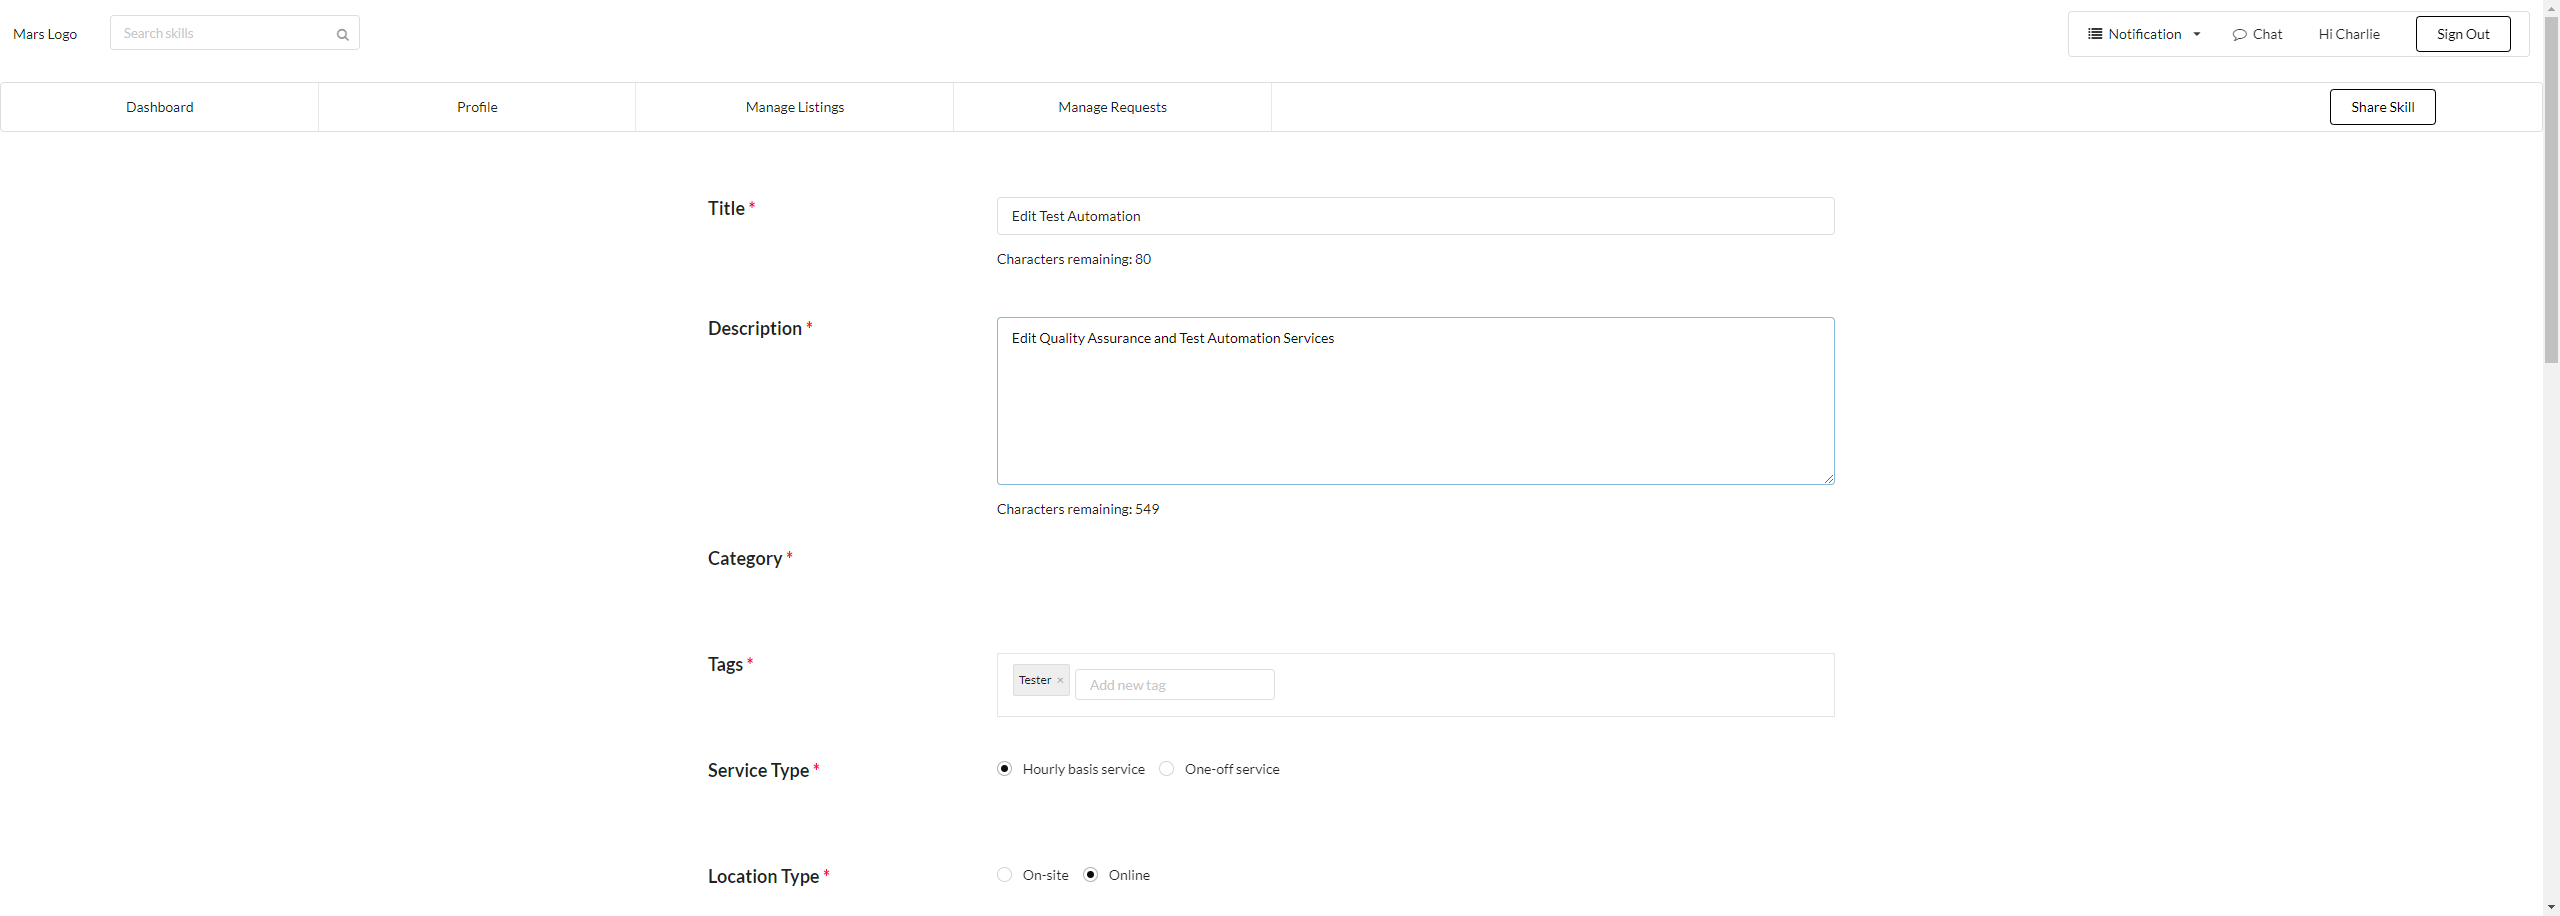 Mars Logo
Search skills
Notification
Chat
Hi Charlie
Sign Out
Dashboard
Profile
Manage Listings
Manage Requests
Share Skill
Title *
Edit Test Automation
Characters remaining: 80
Description *
Edit Quality Assurance and Test Automation Services
Characters remaining: 549
Category *
Tags *
Tester ×
Add new tag
Service Type *
Hourly basis service
One-off service
Location Type *
On-site
Online